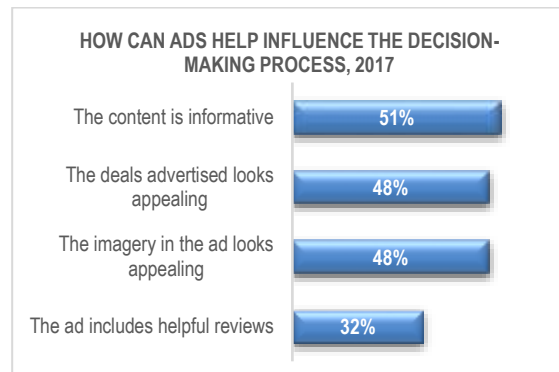 HOW CAN ADS HELP INFLUENCE THE DECISION-
MAKING PROCESS, 2017
The content is informative
51%
The deals advertised looks
appealing
48%
The imagery in the ad looks
appealing
48%
The ad includes helpful reviews
32%